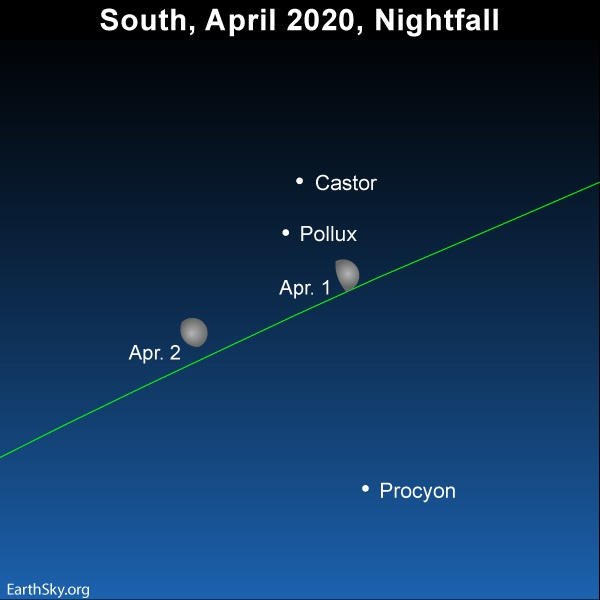 South, April 2020, Nightfall
Castor
Pollux
Apr. 1
Apr. 2
Procyon
EarthSky.org